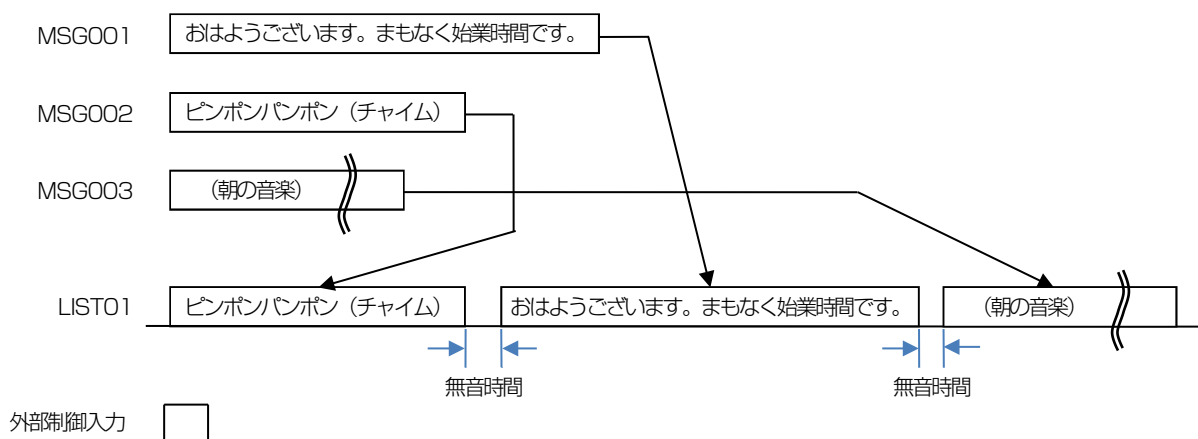 MSG001 おはようございます。まもなく始業時間です。
MSG002 ピンポンパンポン（チャイム）
MSG003 （朝の音楽）
LIST01 ピンポンパンポン（チャイム） おはようございます。まもなく始業時間です。 （朝の音楽）
無音時間 無音時間
外部制御入力